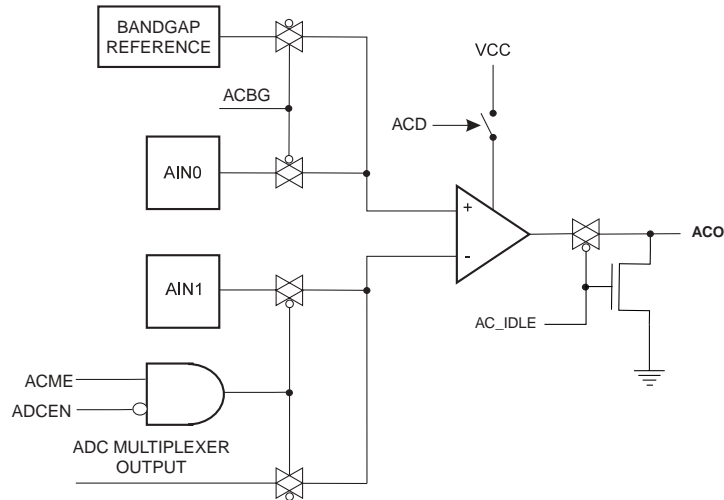 BANDGAP
REFERENCE
VCC
ACBG
ACD
AIN0
+
-
ACO
AIN1
AC_IDLE
ACME
ADCEN
ADC MULTIPLEXER
OUTPUT